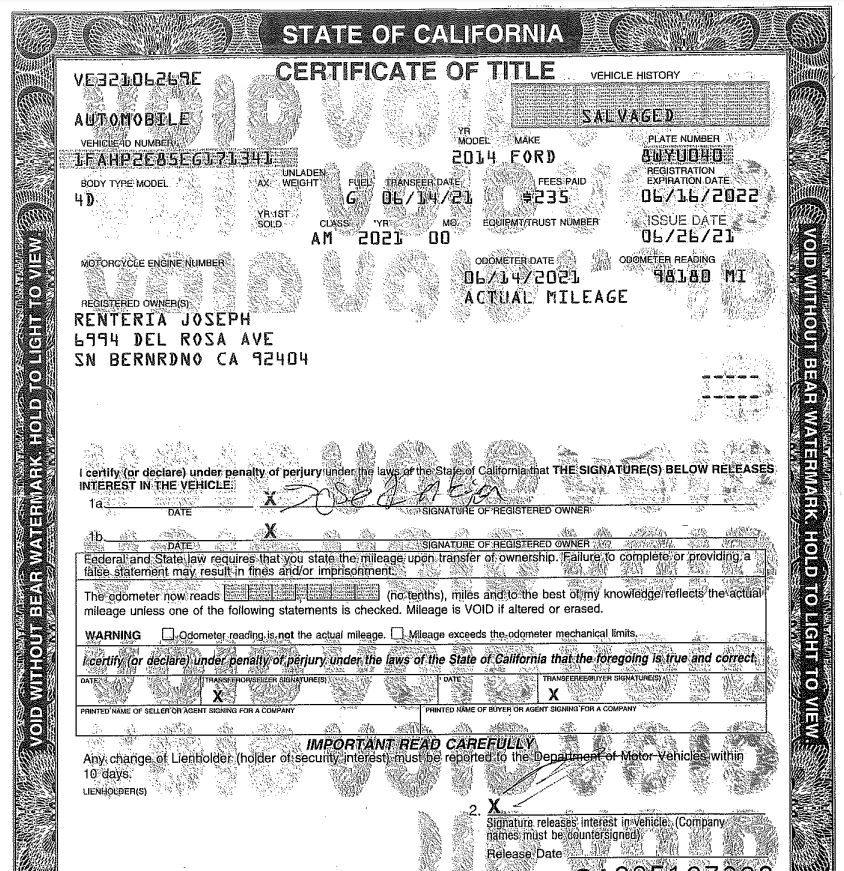 STATE OF CALIFORNIA
CERTIFICATE OF TITLE
VEHICLE HISTORY
VE32106269E
SALVAGED
AUTOMOBILE
VEHICLE ID NUMBER
YR MODEL
MAKE
PLATE NUMBER
1FAHP2E85EG171341
2014 FORD
8WYU040
BODY TYPE MODEL
AX
UNLADEN WEIGHT
FUEL
TRANSFER DATE
FEES PAID
REGISTRATION EXPIRATION DATE
4D
G
06/14/21
$235
06/16/2022
YR 1ST SOLD
CLASS
YR
MO
EQUIPMT/TRUST NUMBER
ISSUE DATE
AM
2021
00
06/26/21
MOTORCYCLE ENGINE NUMBER
ODOMETER DATE
ODOMETER READING
06/14/2021
98180 MI
ACTUAL MILEAGE
REGISTERED OWNER(S)
RENTERIA JOSEPH
6994 DEL ROSA AVE
SN BERNRDNO CA 92404
I certify (or declare) under penalty of perjury under the laws of the State of California that THE SIGNATURE(S) BELOW RELEASES
INTEREST IN THE VEHICLE.
1a.
X
DATE
SIGNATURE OF REGISTERED OWNER
1b.
X
DATE
SIGNATURE OF REGISTERED OWNER
Federal and State law requires that you state the mileage upon transfer of ownership. Failure to complete or providing a
false statement may result in fines and/or imprisonment.
The odometer now reads (no tenths), miles and to the best of my knowledge reflects the actual
mileage unless one of the following statements is checked. Mileage is VOID if altered or erased.
WARNING Odometer reading is not the actual mileage. Mileage exceeds the odometer mechanical limits.
I certify (or declare) under penalty of perjury under the laws of the State of California that the foregoing is true and correct.
DATE
TRANSFEROR/SELLER SIGNATURE(S)
DATE
TRANSFEREE/BUYER SIGNATURE(S)
X
X
PRINTED NAME OF SELLER OR AGENT SIGNING FOR A COMPANY
PRINTED NAME OF BUYER OR AGENT SIGNING FOR A COMPANY
IMPORTANT READ CAREFULLY
Any change of Lienholder (holder of security interest) must be reported to the Department of Motor Vehicles within
10 days.
LIENHOLDER(S)
2. X
Signature releases interest in vehicle. (Company
names must be countersigned)
Release Date
VOID WITHOUT BEAR WATERMARK. HOLD TO LIGHT TO VIEW.
VOID WITHOUT BEAR WATERMARK. HOLD TO LIGHT TO VIEW.
VOID VOID VOID